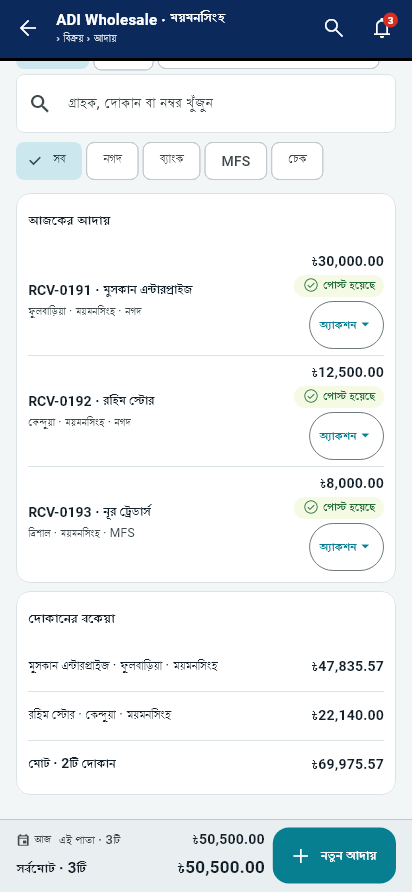 ADI Wholesale · ময়মনসিংহ
› বিক্রয় › আদায়
3
গ্রাহক, দোকান বা নম্বর খুঁজুন
সব
নগদ
ব্যাংক
MFS
চেক
আজকের আদায়
৳30,000.00
RCV-0191 · মুসকান এন্টারপ্রাইজ
পোস্ট হয়েছে
ফুলবাড়িয়া · ময়মনসিংহ · নগদ
অ্যাকশন
৳12,500.00
RCV-0192 · রহিম স্টোর
পোস্ট হয়েছে
কেন্দুয়া · ময়মনসিংহ · নগদ
অ্যাকশন
৳8,000.00
RCV-0193 · নূর ট্রেডার্স
পোস্ট হয়েছে
ত্রিশাল · ময়মনসিংহ · MFS
অ্যাকশন
দোকানের বকেয়া
মুসকান এন্টারপ্রাইজ · ফুলবাড়িয়া · ময়মনসিংহ ৳47,835.57
রহিম স্টোর · কেন্দুয়া · ময়মনসিংহ ৳22,140.00
মোট · 2টি দোকান ৳69,975.57
আজ এই পাতা · 3টি ৳50,500.00
সর্বমোট · 3টি ৳50,500.00
নতুন আদায়